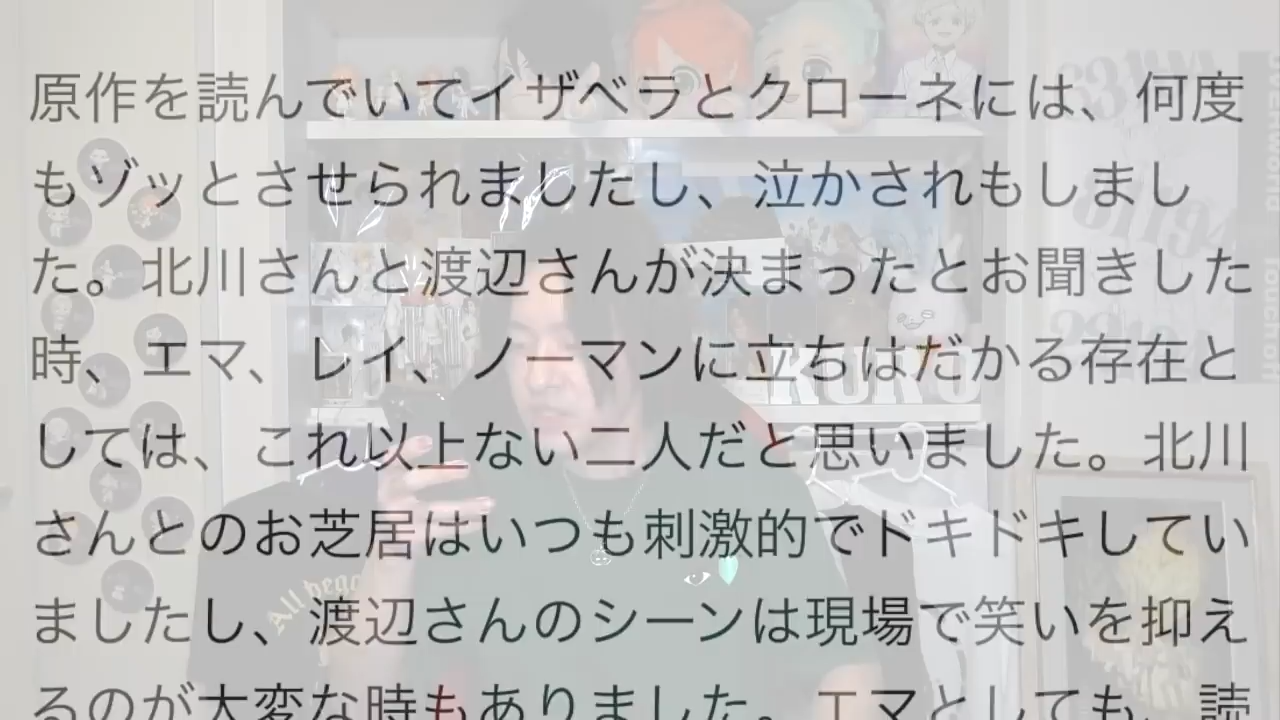 原作を読んでいてイザベラとクローネには、何度
もゾッとさせられましたし、泣かされもしまし
た。北川さんと渡辺さんが決まったとお聞きした
時、エマ、レイ、ノーマンに立ちはだかる存在と
しては、これ以上ない二人だと思いました。北川
さんとのお芝居はいつも刺激的でドキドキしてい
ましたし、渡辺さんのシーンは現場で笑いを抑え
るのが大変な時もありました。エマとしても、読